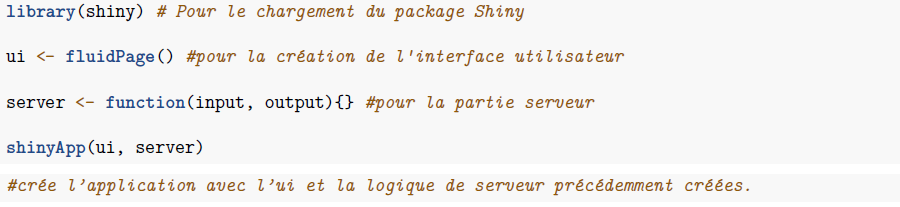 library(shiny) # Pour le chargement du package Shiny
ui <- fluidPage() #pour la création de l'interface utilisateur
server <- function(input, output){} #pour la partie serveur
shinyApp(ui, server)
#crée l’application avec l’ui et la logique de serveur précédemment créées.